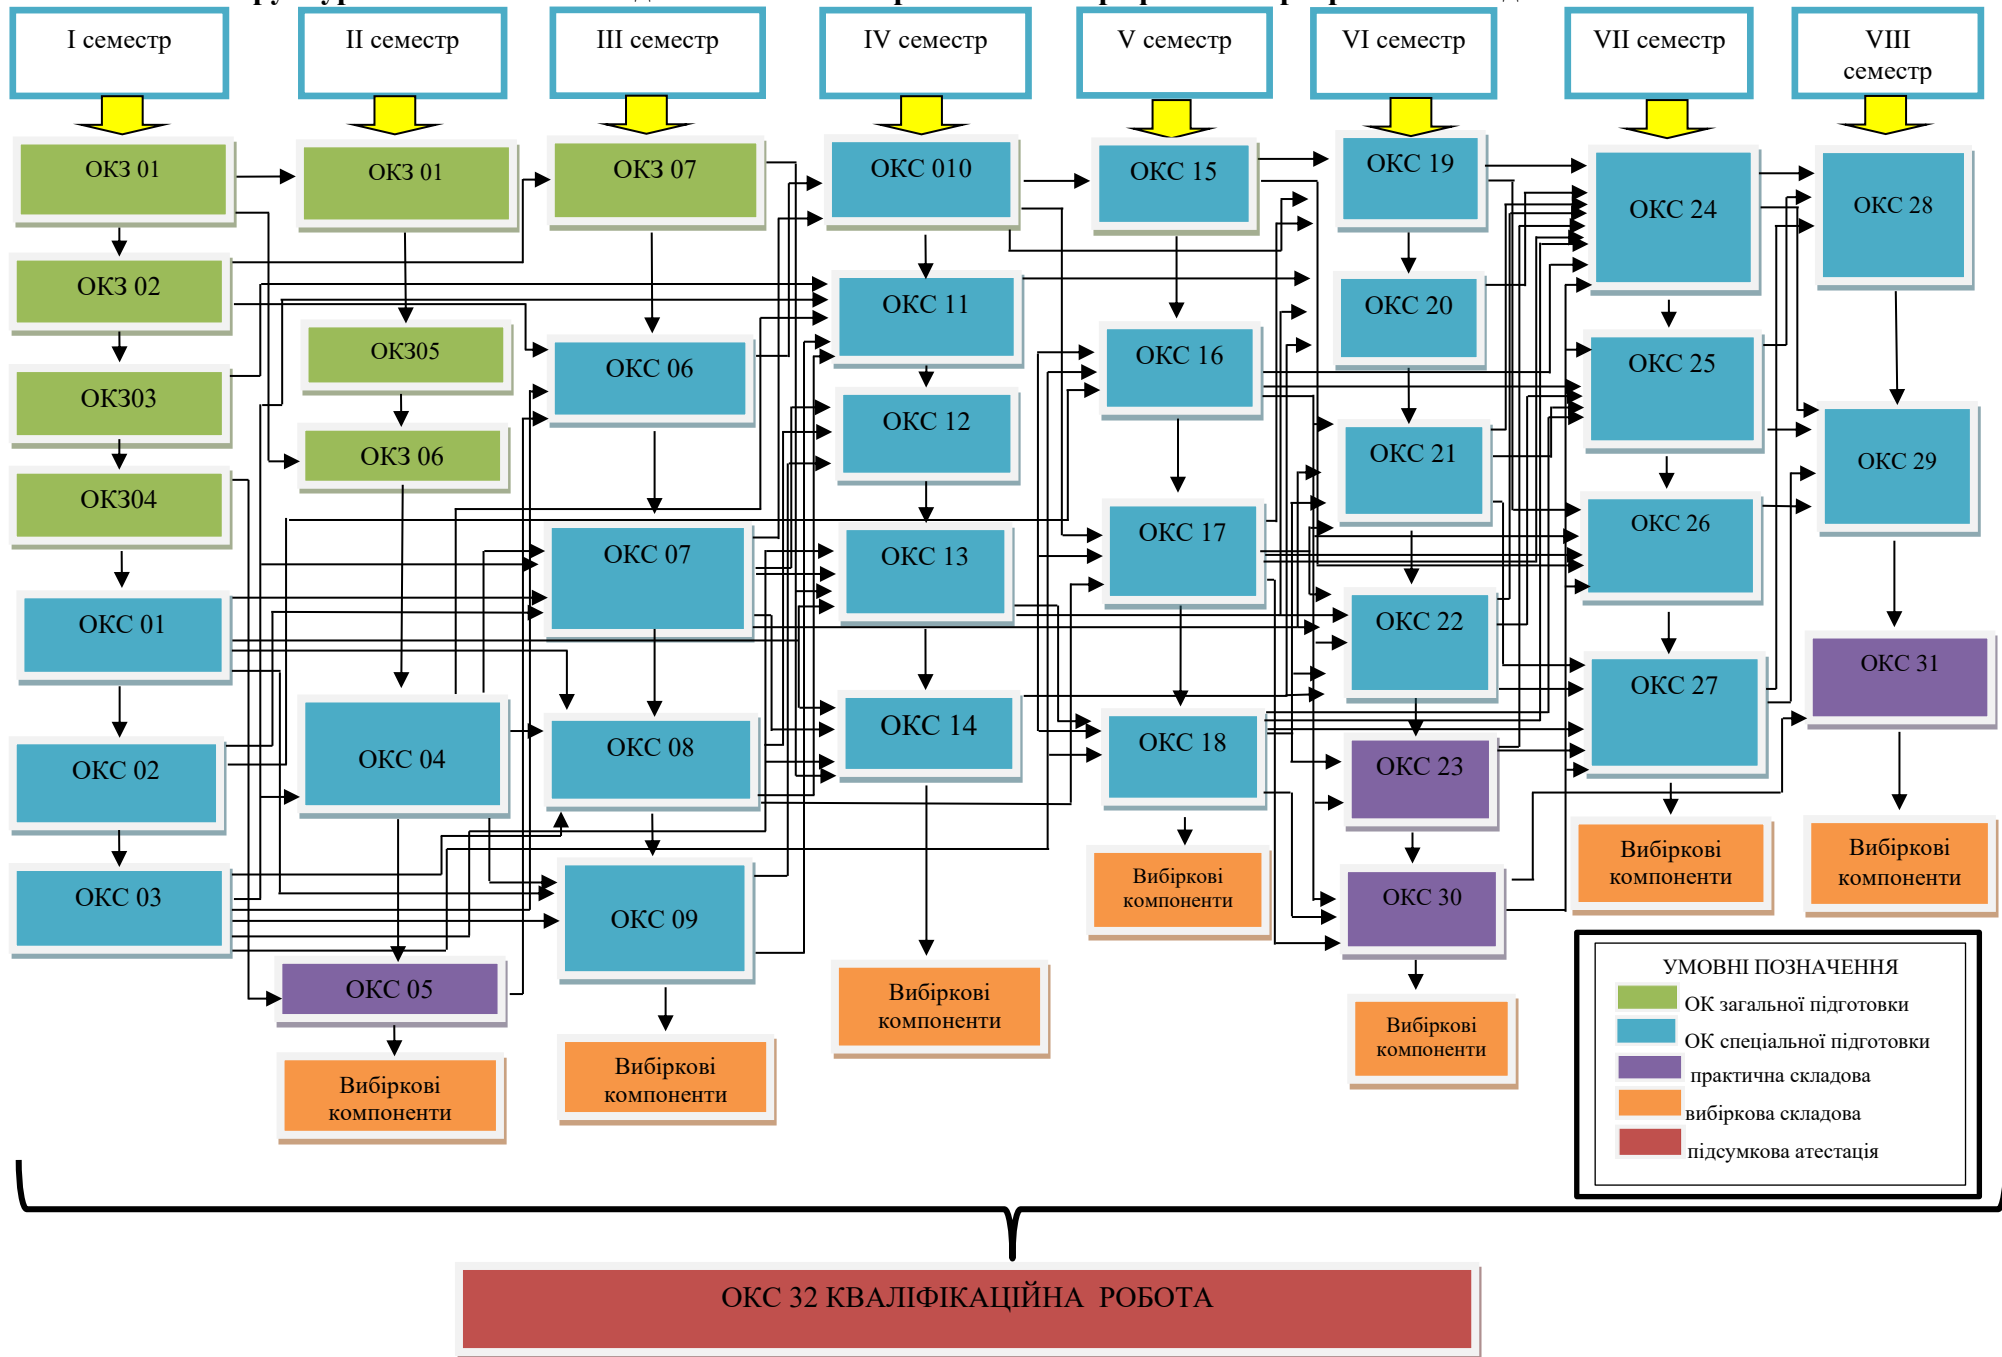 I семестр
II семестр
III семестр
IV семестр
V семестр
VI семестр
VII семестр
VIII
семестр
ОКЗ 01
ОКЗ 02
ОКЗ03
ОКЗ04
ОКС 01
ОКС 02
ОКС 03
ОКЗ 01
ОКЗ05
ОКЗ 06
ОКС 04
ОКС 05
Вибіркові
компоненти
ОКЗ 07
ОКС 06
ОКС 07
ОКС 08
ОКС 09
Вибіркові
компоненти
ОКС 010
ОКС 11
ОКС 12
ОКС 13
ОКС 14
Вибіркові
компоненти
ОКС 15
ОКС 16
ОКС 17
ОКС 18
Вибіркові
компоненти
ОКС 19
ОКС 20
ОКС 21
ОКС 22
ОКС 23
ОКС 30
Вибіркові
компоненти
ОКС 24
ОКС 25
ОКС 26
ОКС 27
Вибіркові
компоненти
ОКС 28
ОКС 29
ОКС 31
Вибіркові
компоненти
УМОВНІ ПОЗНАЧЕННЯ
ОК загальної підготовки
ОК спеціальної підготовки
практична складова
вибіркова складова
підсумкова атестація
ОКС 32 КВАЛІФІКАЦІЙНА РОБОТА